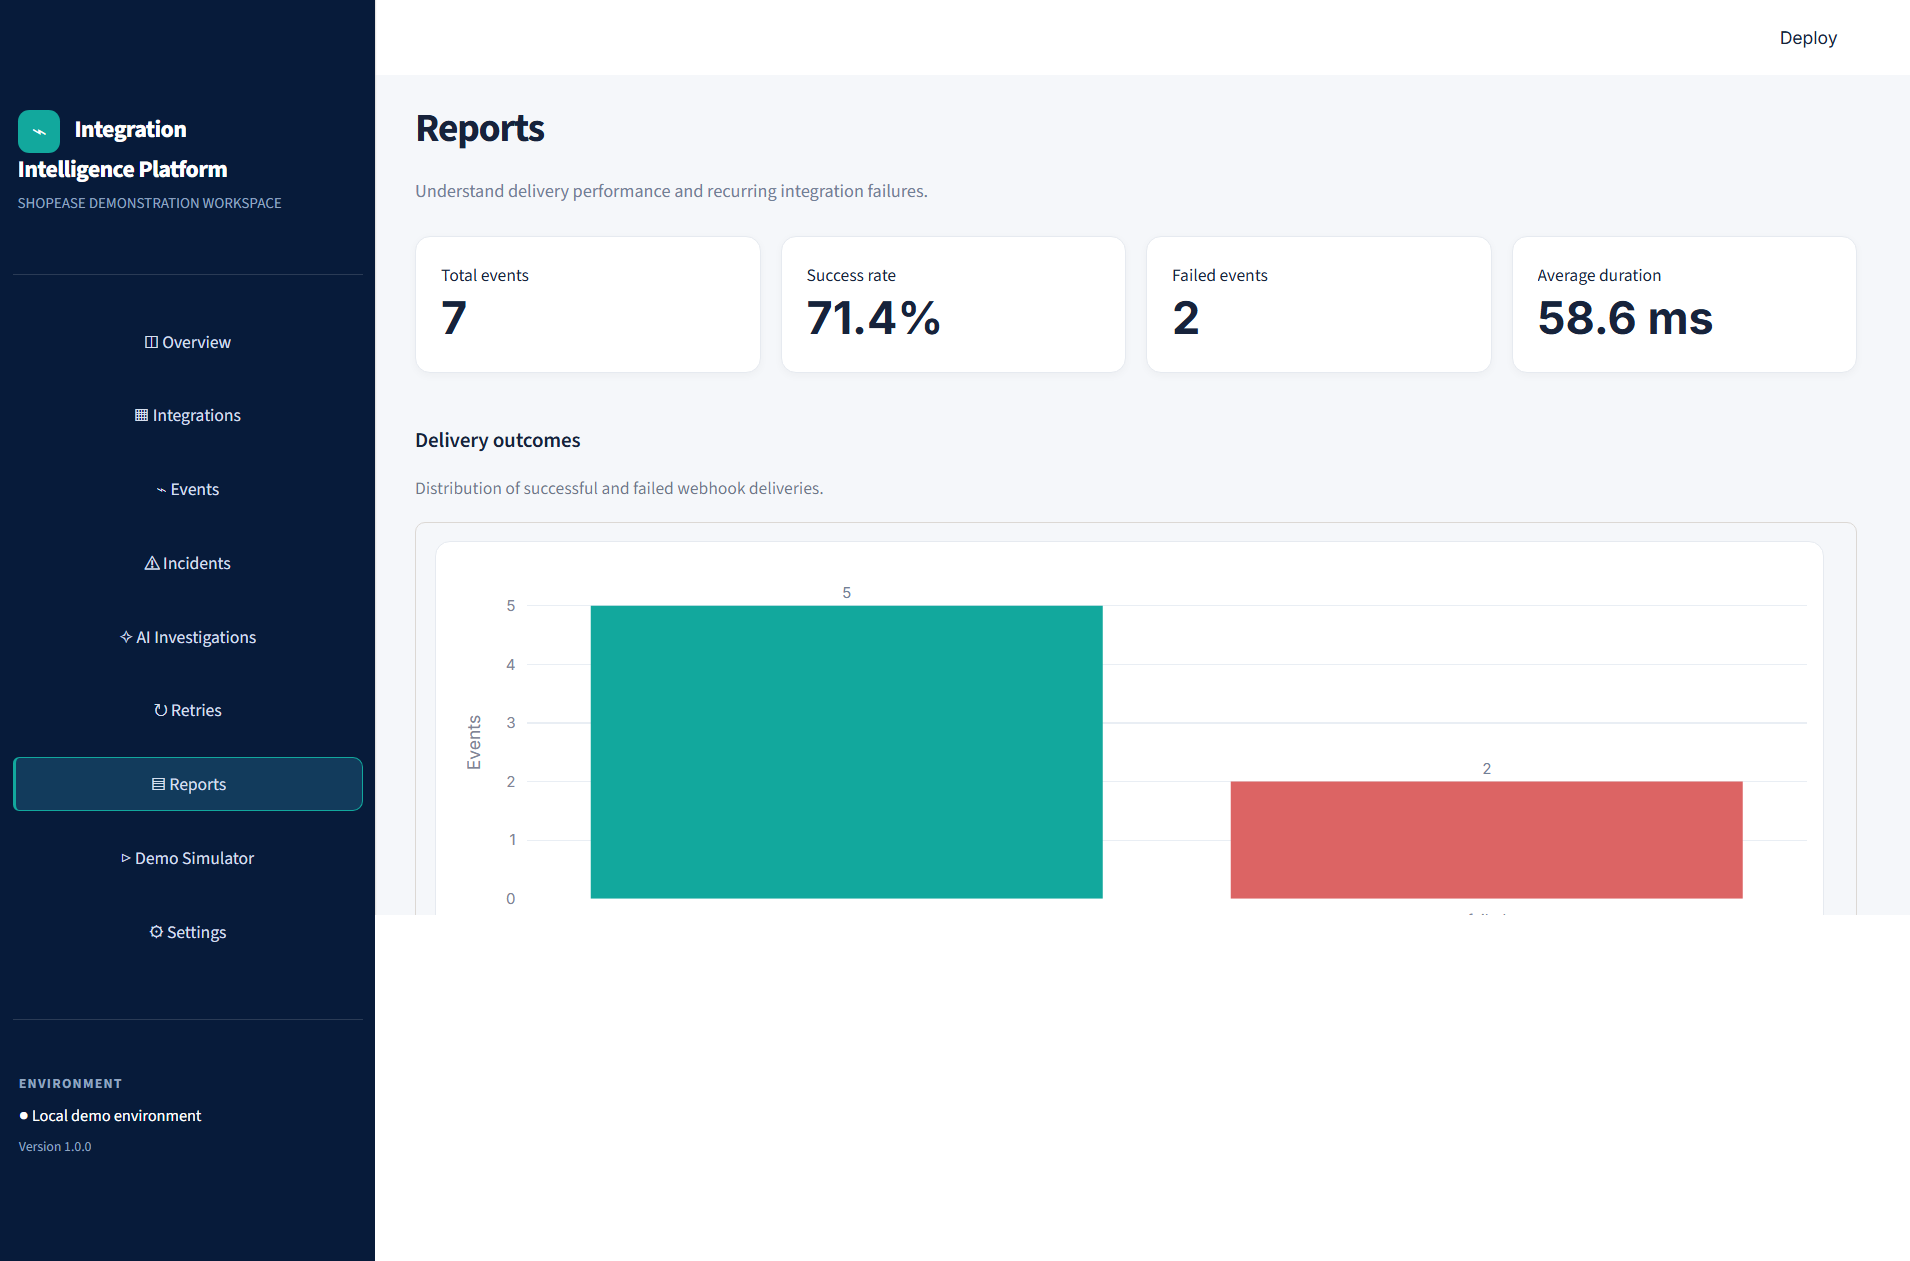 Integration
Intelligence Platform
SHOPEASE DEMONSTRATION WORKSPACE
Overview
Integrations
Events
Incidents
AI Investigations
Retries
Reports
Demo Simulator
Settings
ENVIRONMENT
Local demo environment
Version 1.0.0
Deploy
Reports
Understand delivery performance and recurring integration failures.
Total events
7
Success rate
71.4%
Failed events
2
Average duration
58.6 ms
Delivery outcomes
Distribution of successful and failed webhook deliveries.
Events
5
4
3
2
1
0
5
2